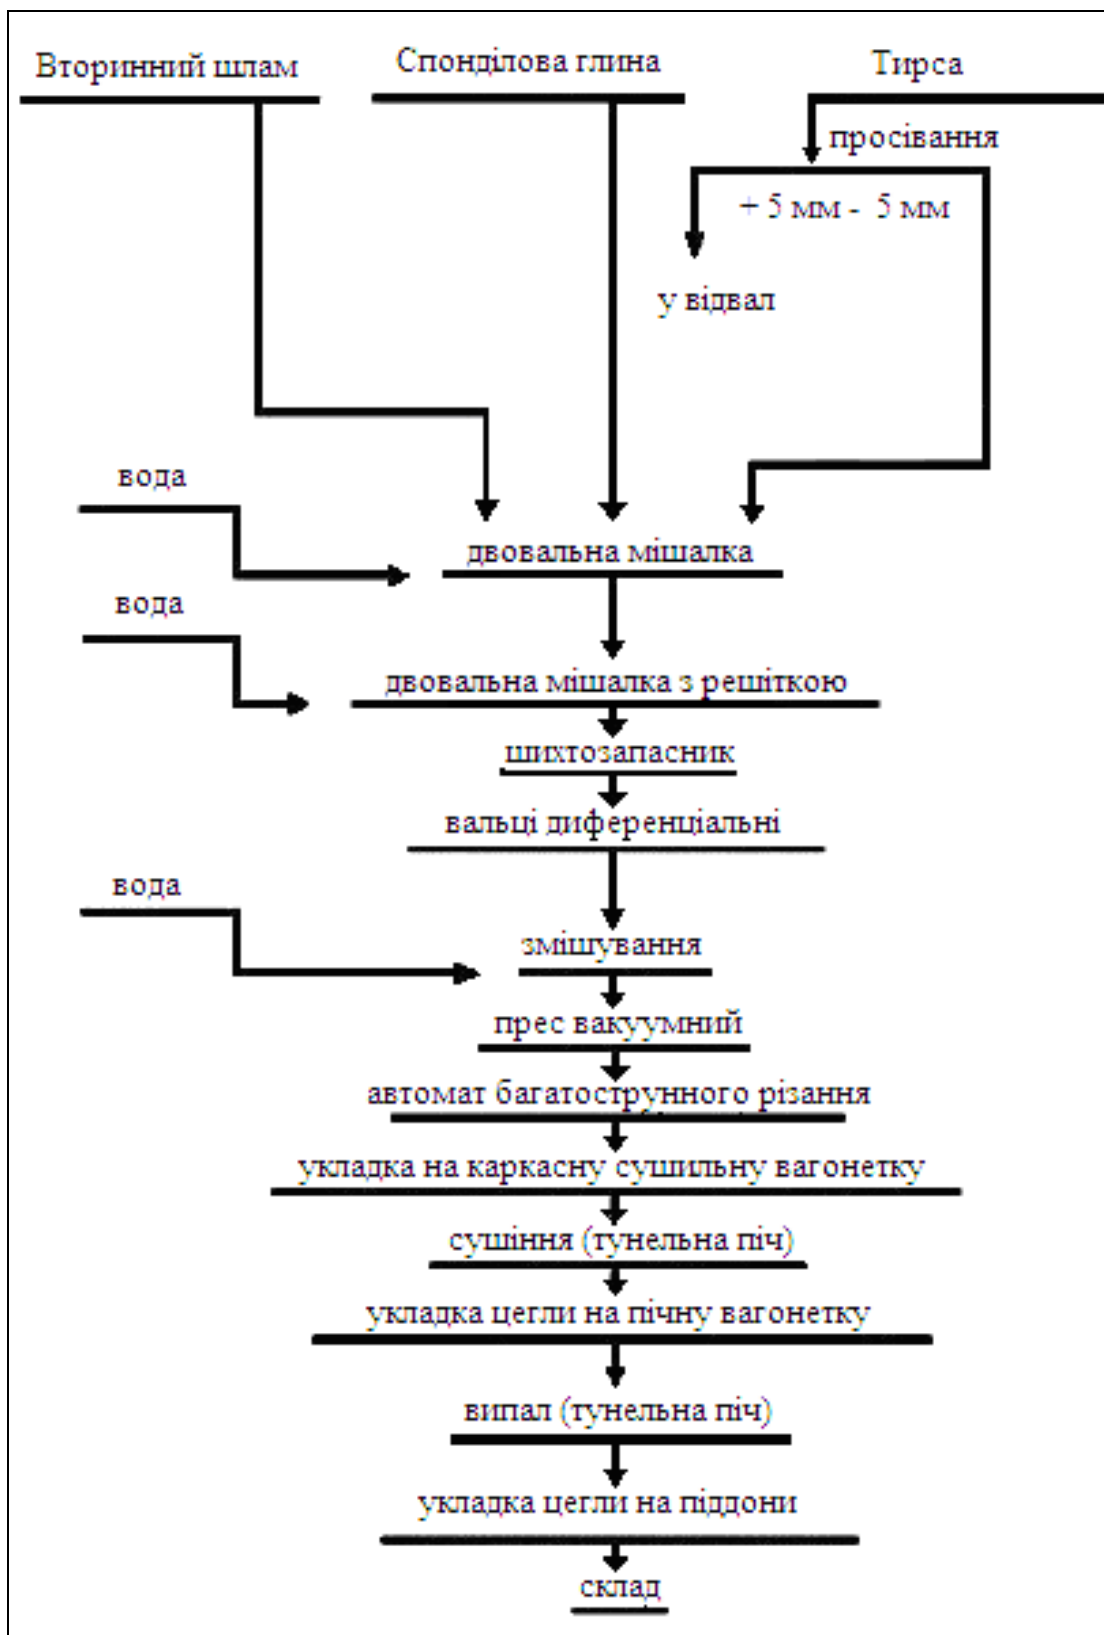 Вторинний шлам
Спонділова глина
Тирса
просівання
+ 5 мм - 5 мм
у відвал
вода
двовальна мішалка
вода
двовальна мішалка з решіткою
шихтозапасник
вальці диференціальні
вода
змішування
прес вакуумний
автомат багатострунного різання
укладка на каркасну сушильну вагонетку
сушіння (тунельна піч)
укладка цегли на пічну вагонетку
випал (тунельна піч)
укладка цегли на піддони
склад